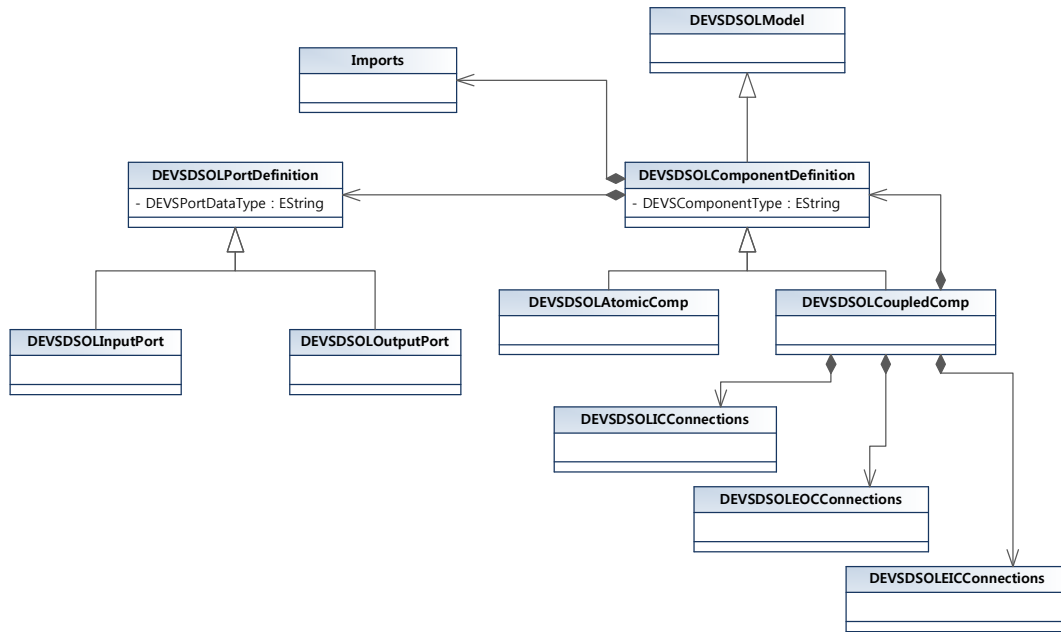 DEVSDSOLModel
Imports
DEVSDSOLPortDefinition
- DEVSPortDataType : EString
DEVSDSOLComponentDefinition
- DEVSComponentType : EString
DEVSDSOLAtomicComp
DEVSDSOLCoupledComp
DEVSDSOLInputPort
DEVSDSOLOutputPort
DEVSDSOLICConnections
DEVSDSOLEOCConnections
DEVSDSOLEICConnections